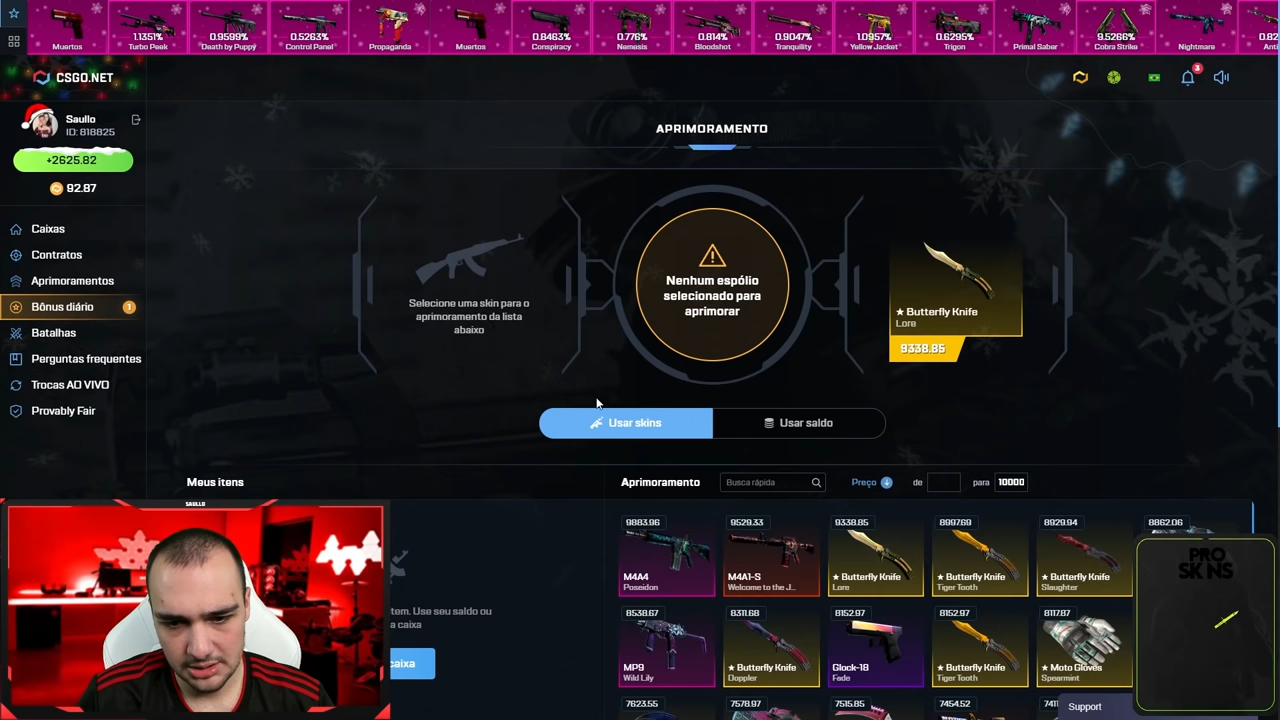 Muertos
1.1351%
Turbo Peek
0.9599%
Death by Puppy
0.5263%
Control Panel
Propaganda
Muertos
0.8463%
Conspiracy
0.776%
Nemesis
0.814%
Bloodshot
0.9047%
Tranquility
1.0957%
Yellow Jacket
0.6295%
Trigon
Primal Saber
9.5266%
Cobra Strike
Nightmare
CSGO.NET
3
Saullo
ID: 818825
+2625.82
92.87
Caixas
Contratos
Aprimoramentos
Bônus diário
1
Batalhas
Perguntas frequentes
Trocas AO VIVO
Provably Fair
APRIMORAMENTO
Selecione uma skin para o
aprimoramento da lista
abaixo
Nenhum espólio
selecionado para
aprimorar
★ Butterfly Knife
Lore
9338.85
Usar skins
Usar saldo
Meus itens
Aprimoramento
Busca rápida
Preço
de
para
10000
9883.96
M4A4
Poseidon
9529.33
M4A1-S
Welcome to the J...
9338.85
★ Butterfly Knife
Lore
8997.69
★ Butterfly Knife
Tiger Tooth
8929.94
★ Butterfly Knife
Slaughter
8862.06
8538.67
MP9
Wild Lily
8311.68
★ Butterfly Knife
Doppler
8152.97
Glock-18
Fade
8152.97
★ Butterfly Knife
Tiger Tooth
8117.87
★ Moto Gloves
Spearmint
7623.55
7578.97
7515.85
7454.52
tem. Use seu saldo ou
a caixa
caixa
SAULLO
PRO
SK NS
Support